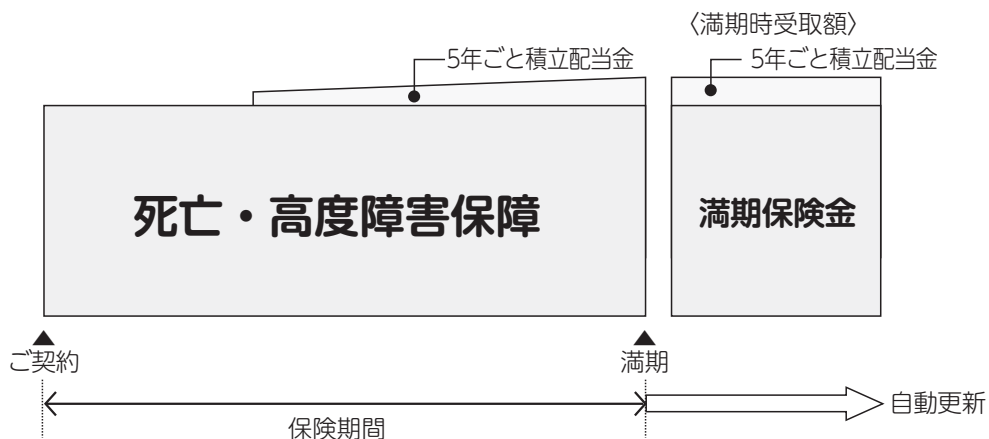 〈満期時受取額〉
5年ごと積立配当金
5年ごと積立配当金
死亡・高度障害保障
満期保険金
ご契約
満期
自動更新
保険期間